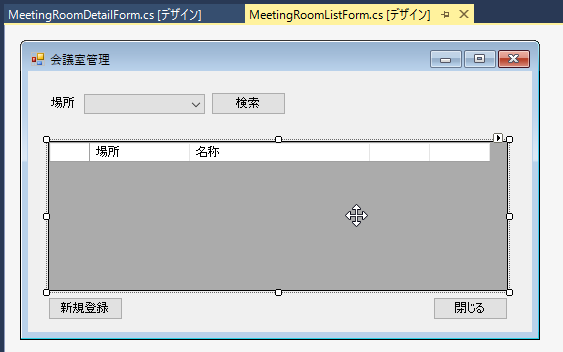 MeetingRoomDetailForm.cs [デザイン] MeetingRoomListForm.cs [デザイン]
会議室管理
場所 検索
場所 名称
新規登録 閉じる